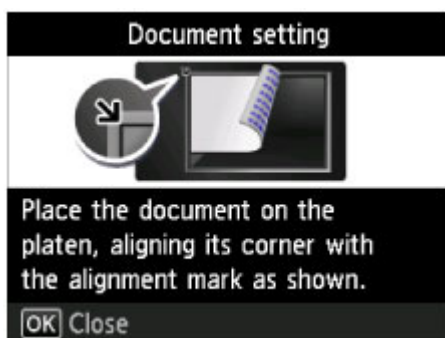 Document setting
Place the document on the
platen, aligning its corner with
the alignment mark as shown.
OK Close